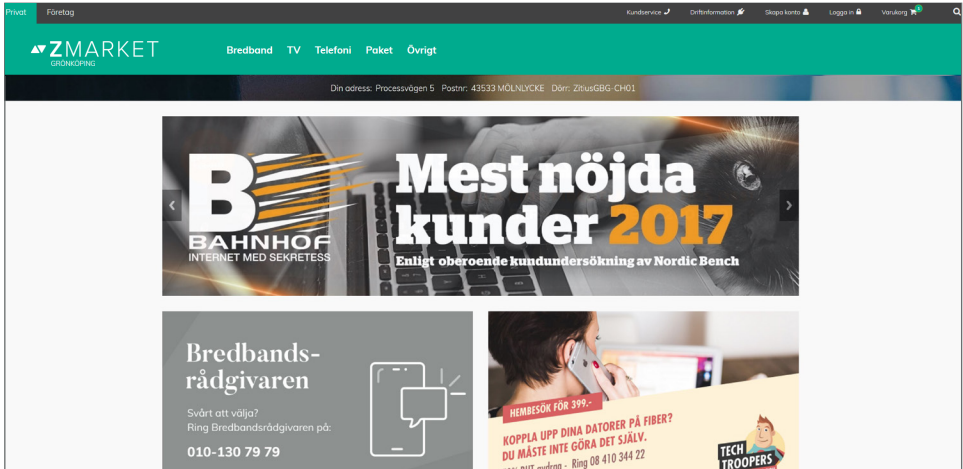 Privat Företag Kundservice Driftinformation Skapa konto Logga in Varukorg 1
ZMARKET Bredband TV Telefoni Paket Övrigt
GRÖNKÖPING
Din adress: Processvägen 5 Postnr: 43533 MÖLNLYCKE Dörr: ZitiusGBG-CH01
B
BAHNHOF
INTERNET MED SEKRETESS
Mest nöjda
kunder 2017
Enligt oberoende kundundersökning av Nordic Bench
Bredbands-
rådgivaren
Svårt att välja?
Ring Bredbandsrådgivaren på:
010-130 79 79
HEMBESÖK FÖR 399.-
KOPPLA UPP DINA DATORER PÅ FIBER?
DU MÅSTE INTE GÖRA DET SJÄLV.
Ring 08 410 344 22
TECH
TROOPERS